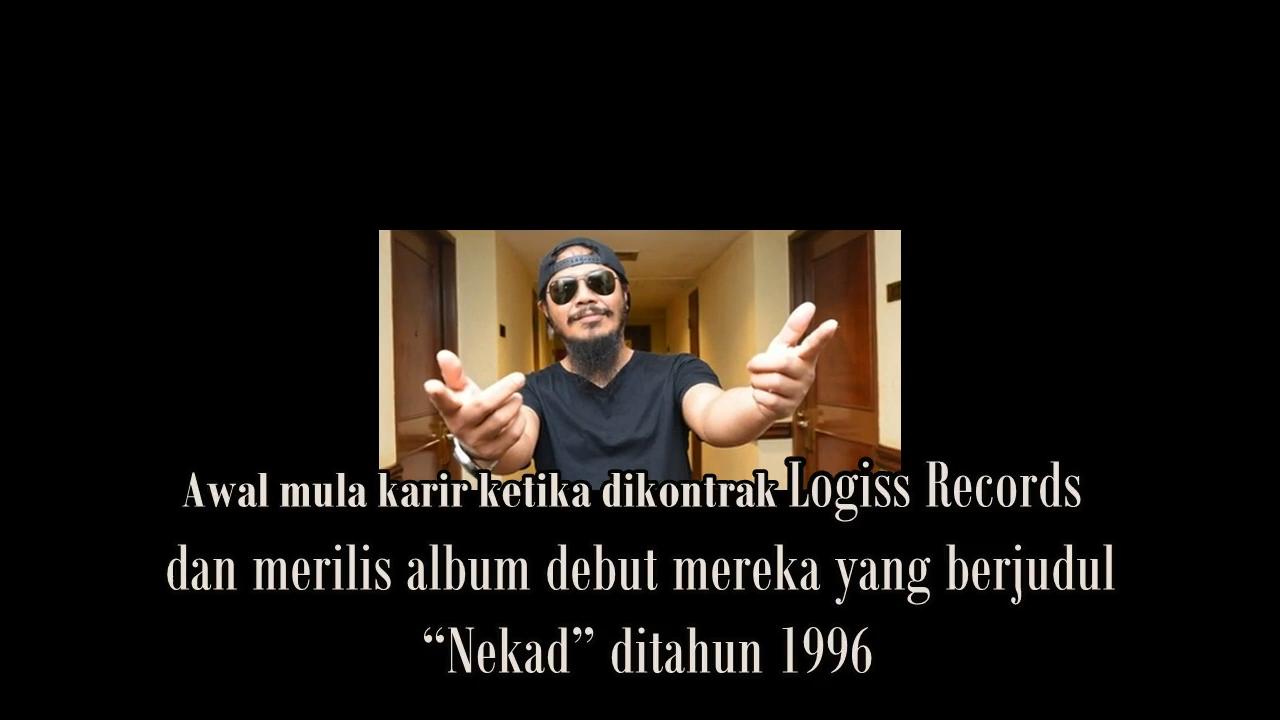 Awal mula karir ketika dikontrak Logiss Records
dan merilis album debut mereka yang berjudul
“Nekad” ditahun 1996